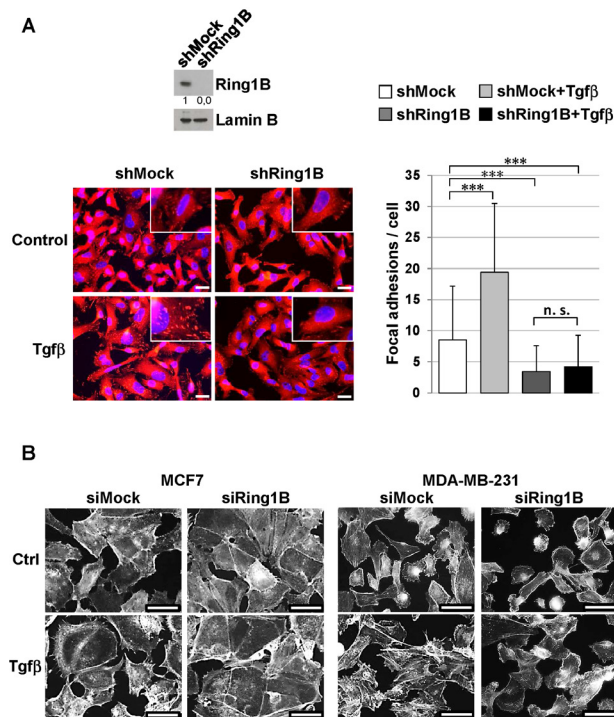 A
shMock
shRing1B
Ring1B
1 0,0
Lamin B
shMock shRing1B
Control
Tgfβ
shMock shMock+Tgfβ
shRing1B shRing1B+Tgfβ
Focal adhesions / cell
35
30
25
20
15
10
5
0
***
***
***
n. s.
B
MCF7 MDA-MB-231
siMock siRing1B siMock siRing1B
Ctrl
Tgfβ